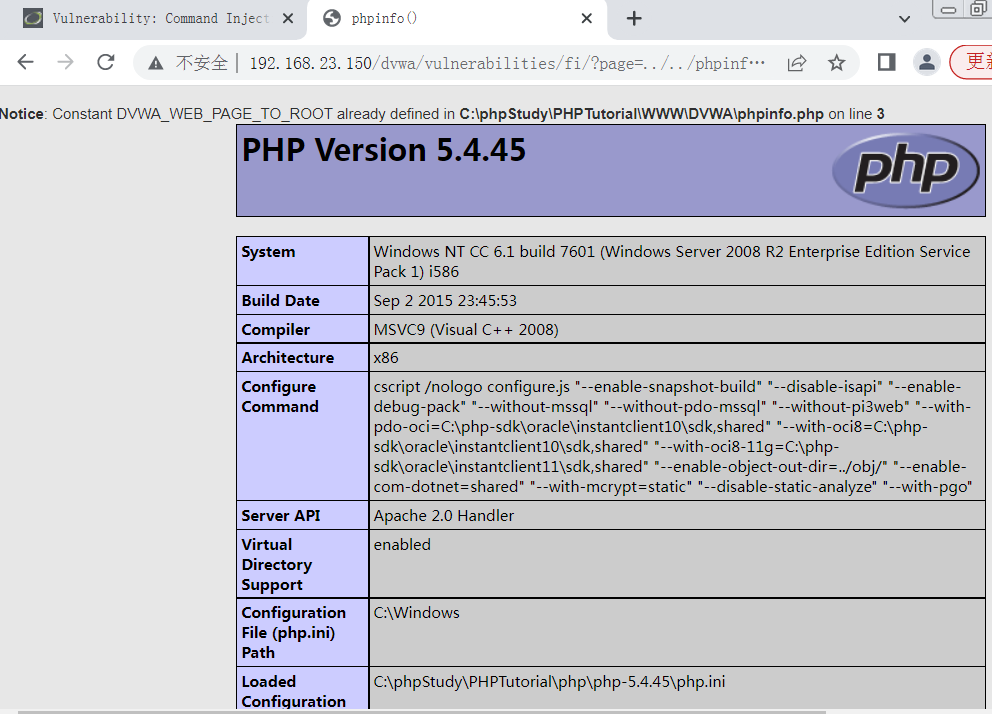 Vulnerability: Command Inject
phpinfo()
不安全 192.168.23.150/dvwa/vulnerabilities/fi/?page=../../phpinf…
Notice: Constant DVWA_WEB_PAGE_TO_ROOT already defined in C:\phpStudy\PHPTutorial\WWW\DVWA\phpinfo.php on line 3
PHP Version 5.4.45
php
System
Windows NT CC 6.1 build 7601 (Windows Server 2008 R2 Enterprise Edition Service
Pack 1) i586
Build Date
Sep 2 2015 23:45:53
Compiler
MSVC9 (Visual C++ 2008)
Architecture
x86
Configure
Command
cscript /nologo configure.js "--enable-snapshot-build" "--disable-isapi" "--enable-
debug-pack" "--without-mssql" "--without-pdo-mssql" "--without-pi3web" "--with-
pdo-oci=C:\php-sdk\oracle\instantclient10\sdk,shared" "--with-oci8=C:\php-
sdk\oracle\instantclient10\sdk,shared" "--with-oci8-11g=C:\php-
sdk\oracle\instantclient11\sdk,shared" "--enable-object-out-dir=../obj/" "--enable-
com-dotnet=shared" "--with-mcrypt=static" "--disable-static-analyze" "--with-pgo"
Server API
Apache 2.0 Handler
Virtual
Directory
Support
enabled
Configuration
File (php.ini)
Path
C:\Windows
Loaded
Configuration
C:\phpStudy\PHPTutorial\php\php-5.4.45\php.ini